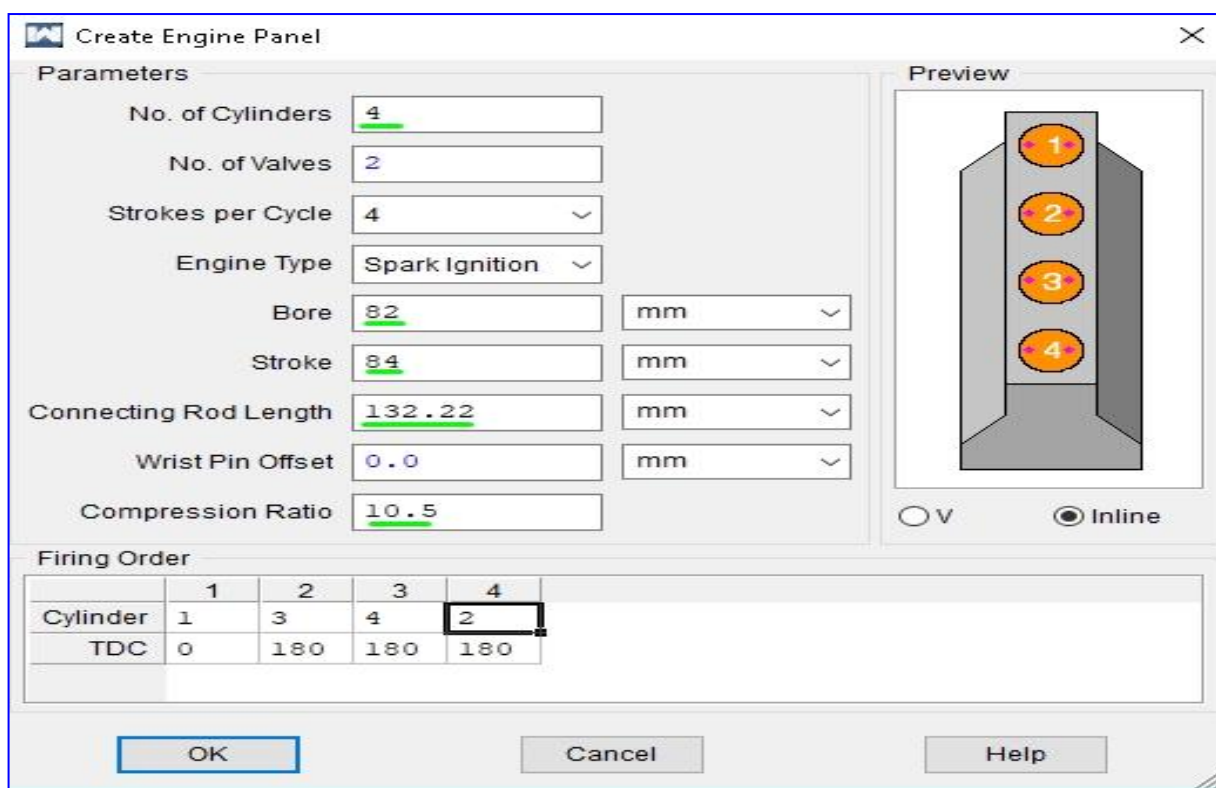 Create Engine Panel
Parameters
No. of Cylinders 4
No. of Valves 2
Strokes per Cycle 4
Engine Type Spark Ignition
Bore 82 mm
Stroke 84 mm
Connecting Rod Length 132.22 mm
Wrist Pin Offset 0.0 mm
Compression Ratio 10.5
Preview
1
2
3
4
V Inline
Firing Order
1 2 3 4
Cylinder 1 3 4 2
TDC 0 180 180 180
OK Cancel Help